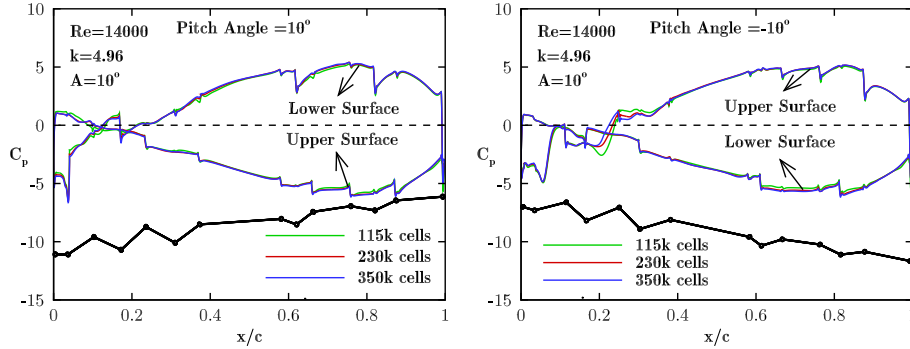 10
5
0
C_p
-5
-10
-15
Re=14000
k=4.96
A=10°
Pitch Angle =10°
Lower Surface
Upper Surface
115k cells
230k cells
350k cells
0
0.2
0.4
0.6
0.8
1
x/c
10
5
0
C_p
-5
-10
-15
Re=14000
k=4.96
A=10°
Pitch Angle =-10°
Upper Surface
Lower Surface
115k cells
230k cells
350k cells
0
0.2
0.4
0.6
0.8
1
x/c